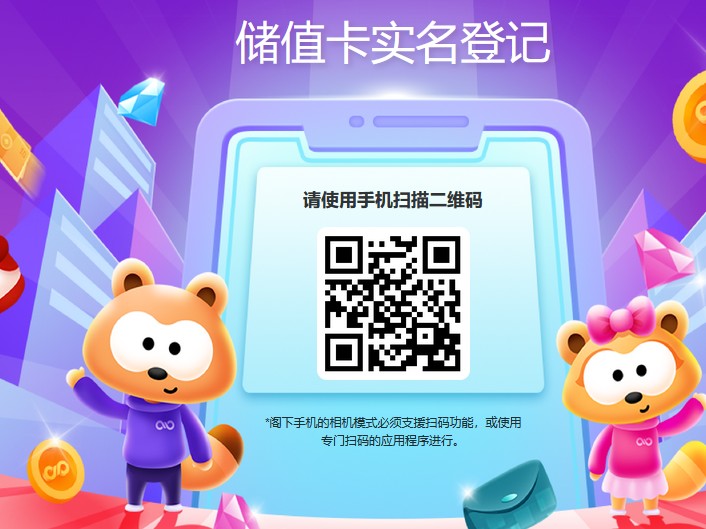 储值卡实名登记
请使用手机扫描二维码
*阁下手机的相机模式必须支援扫码功能，或使用
专门扫码的应用程序进行。